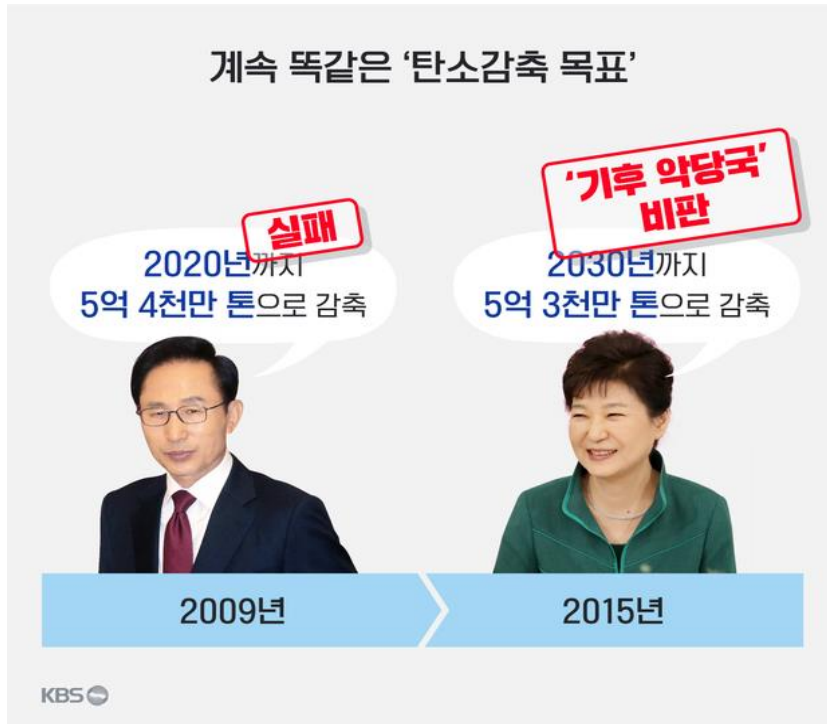 계속 똑같은 ‘탄소감축 목표’
실패
2020년까지
5억 4천만 톤으로 감축
‘기후 악당국’
비판
2030년까지
5억 3천만 톤으로 감축
2009년
2015년
KBS